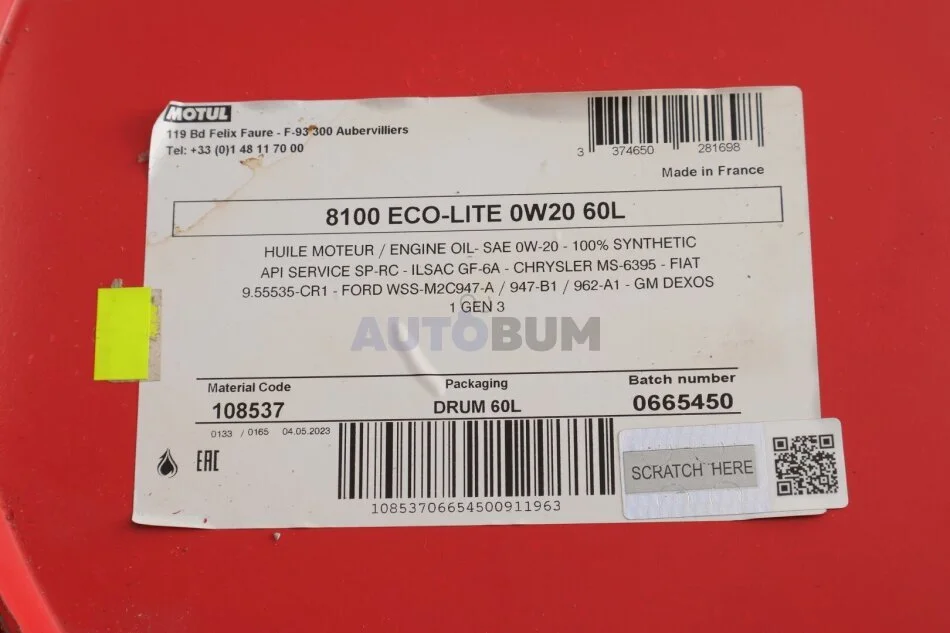 MOTUL
119 Bd Felix Faure - F-93 300 Aubervilliers
Tel: +33 (0)1 48 11 70 00
3 374650 281698
Made in France
8100 ECO-LITE 0W20 60L
HUILE MOTEUR / ENGINE OIL- SAE 0W-20 - 100% SYNTHETIC
API SERVICE SP-RC - ILSAC GF-6A - CHRYSLER MS-6395 - FIAT
9.55535-CR1 - FORD WSS-M2C947-A / 947-B1 / 962-A1 - GM DEXOS
1 GEN 3
AUTOBUM
Material Code Packaging Batch number
108537 DRUM 60L 0665450
0133 / 0165 04.05.2023
EAC
SCRATCH HERE
10853706654500911963